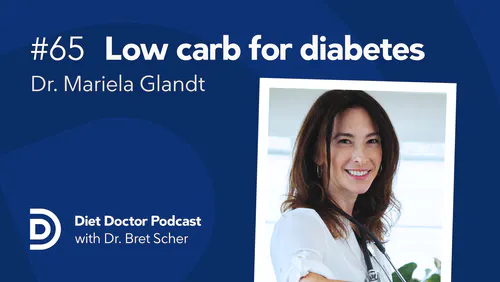 #65 Low carb for diabetes
Dr. Mariela Glandt
Diet Doctor Podcast
with Dr. Bret Scher